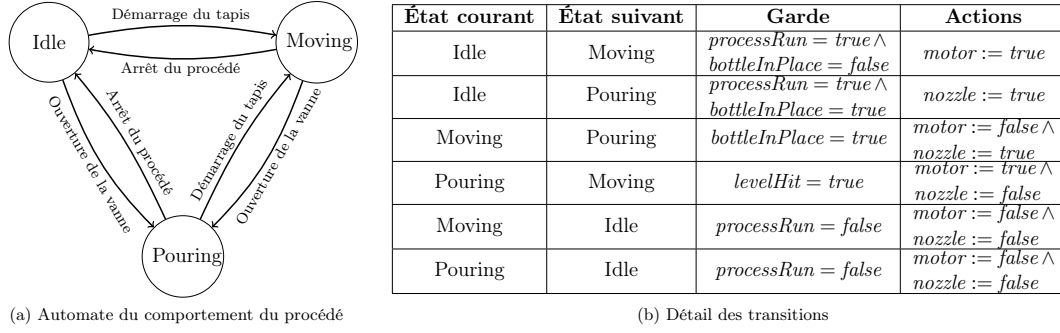 Démarrage du tapis
Idle
Moving
Arrêt du procédé
Ouverture de la vanne
Arrêt du procédé
Démarrage du tapis
Ouverture de la vanne
Pouring
(a) Automate du comportement du procédé
État courant État suivant Garde Actions
Idle Moving processRun = true ∧ bottleInPlace = false motor := true
Idle Pouring processRun = true ∧ bottleInPlace = true nozzle := true
Moving Pouring bottleInPlace = true motor := false ∧ nozzle := true
Pouring Moving levelHit = true motor := true ∧ nozzle := false
Moving Idle processRun = false motor := false ∧ nozzle := false
Pouring Idle processRun = false motor := false ∧ nozzle := false
(b) Détail des transitions